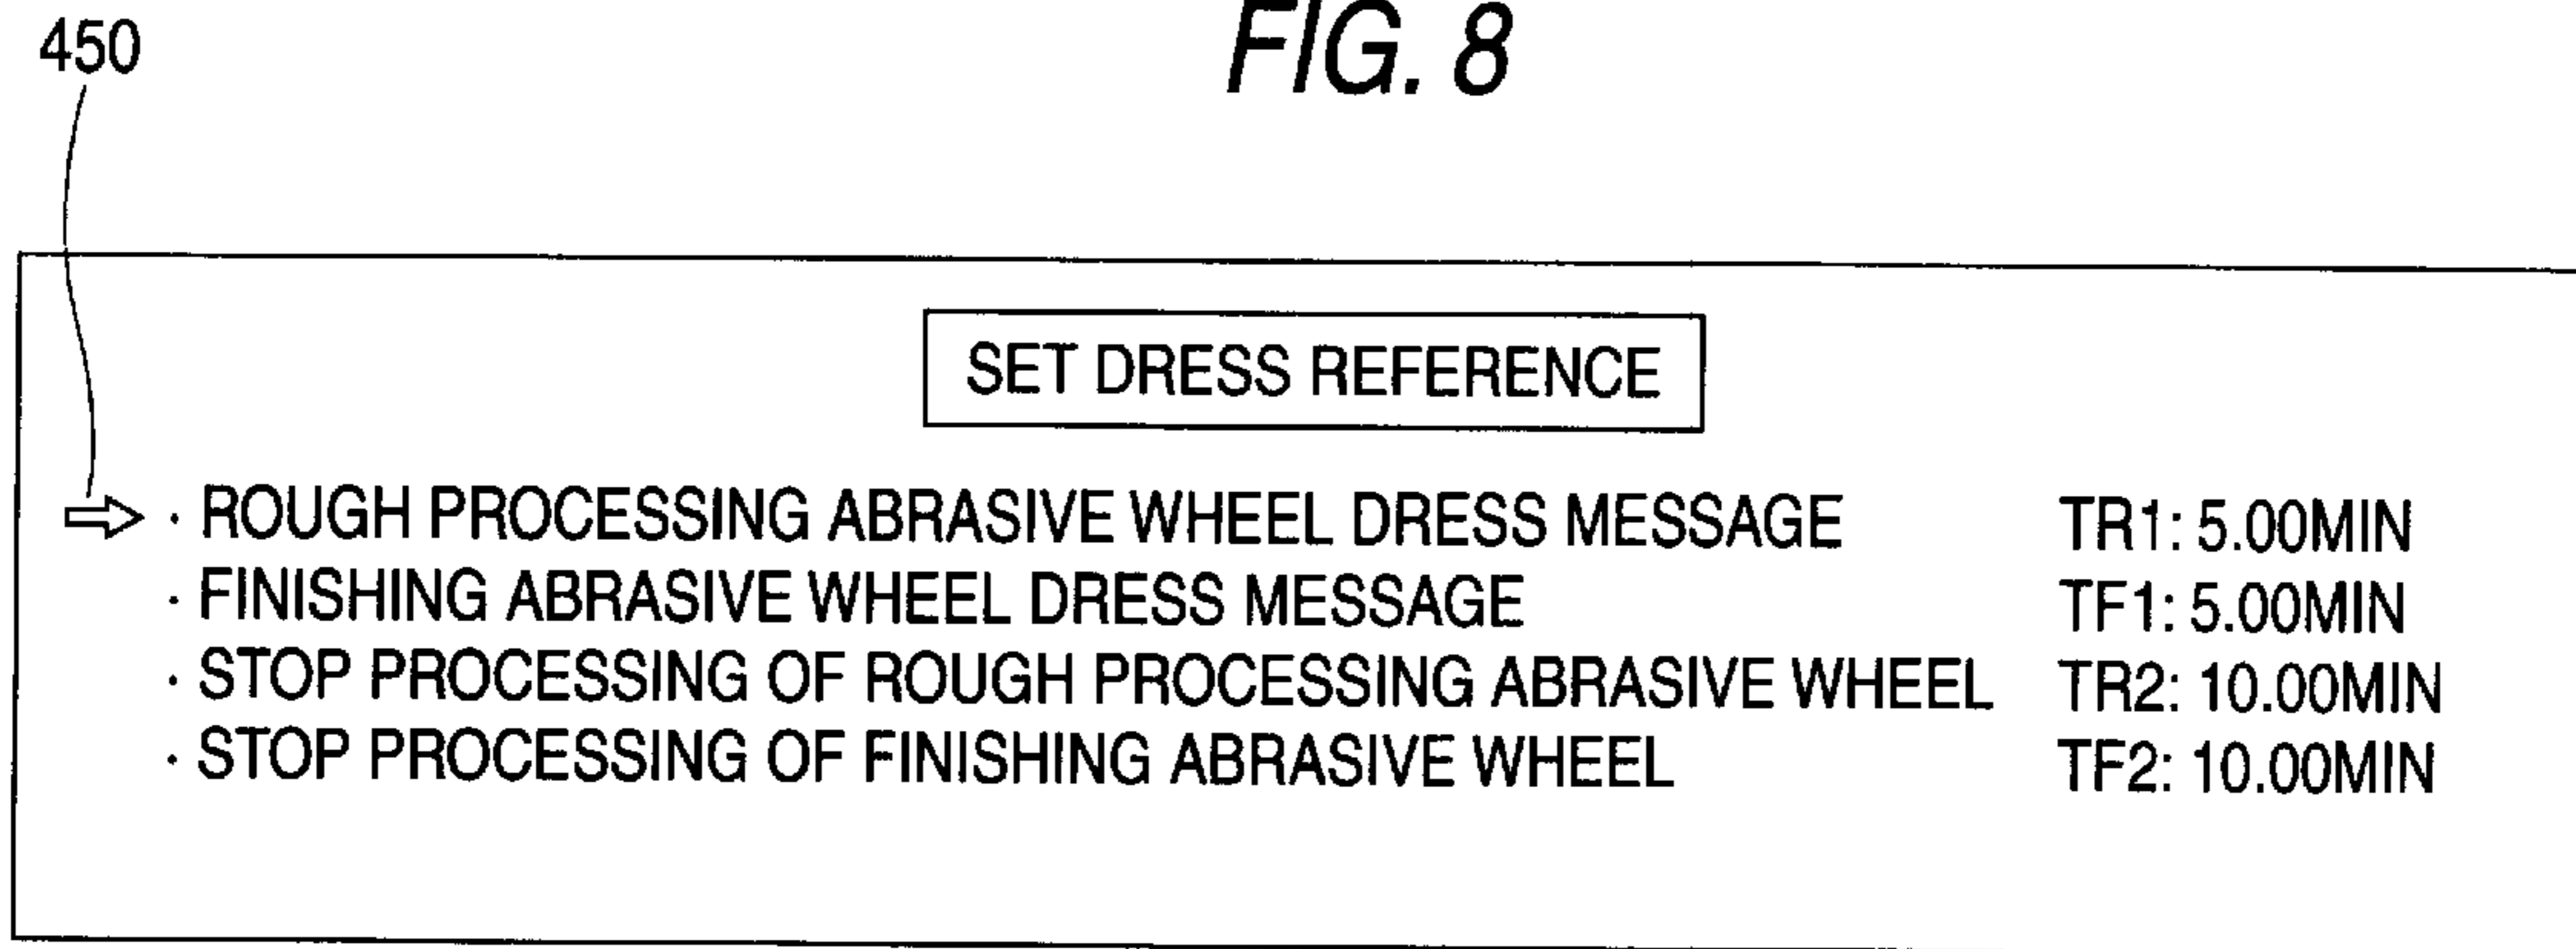 FIG. 8
450
SET DRESS REFERENCE
· ROUGH PROCESSING ABRASIVE WHEEL DRESS MESSAGE TR1: 5.00MIN
· FINISHING ABRASIVE WHEEL DRESS MESSAGE TF1: 5.00MIN
· STOP PROCESSING OF ROUGH PROCESSING ABRASIVE WHEEL TR2: 10.00MIN
· STOP PROCESSING OF FINISHING ABRASIVE WHEEL TF2: 10.00MIN